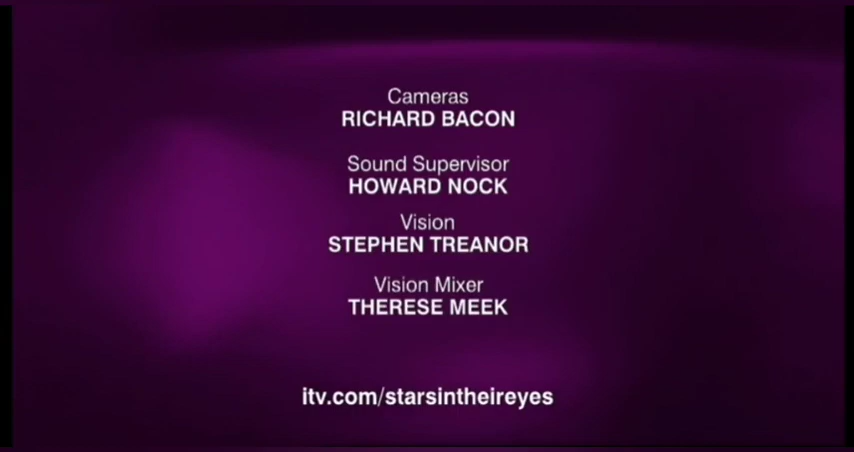 Cameras
RICHARD BACON
Sound Supervisor
HOWARD NOCK
Vision
STEPHEN TREANOR
Vision Mixer
THERESE MEEK
itv.com/starsintheireyes